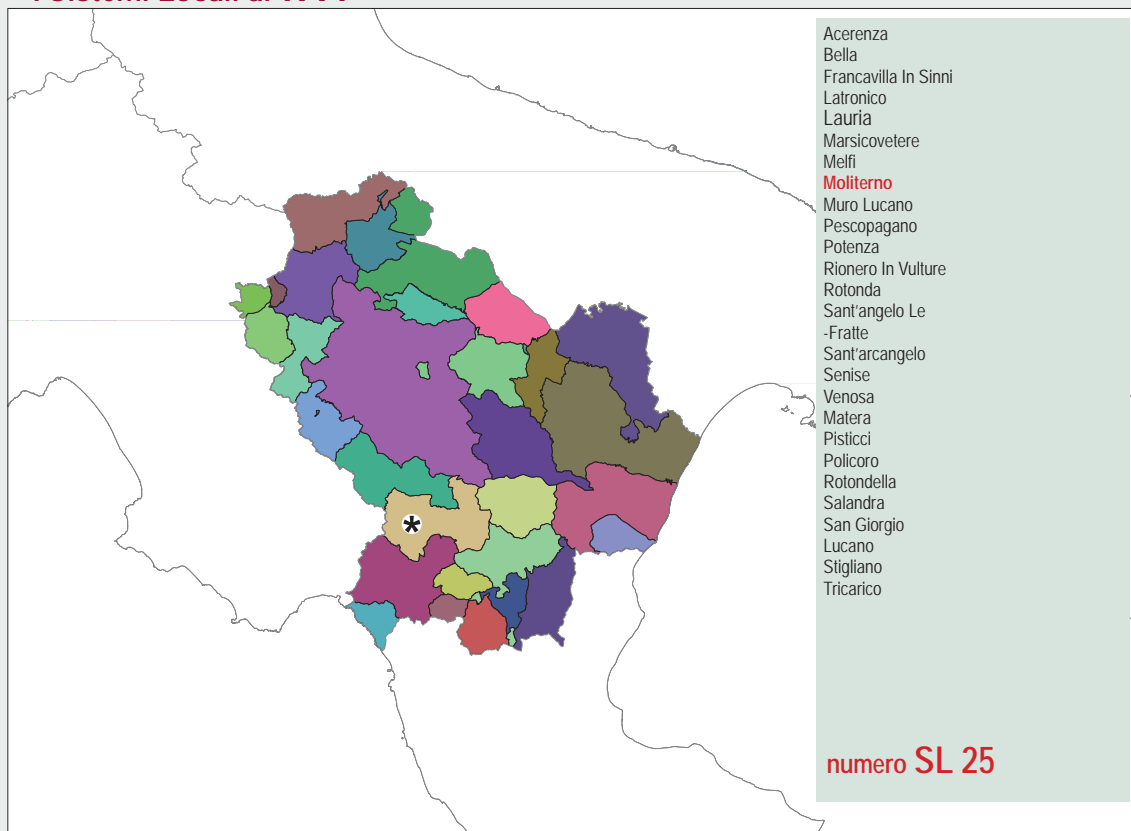 Acerenza
Bella
Francavilla In Sinni
Latronico
Lauria
Marsicovetere
Melfi
Moliterno
Muro Lucano
Pescopagano
Potenza
Rionero In Vulture
Rotonda
Sant'angelo Le
-Fratte
Sant'arcangelo
Senise
Venosa
Matera
Pisticci
Policoro
Rotondella
Salandra
San Giorgio
Lucano
Stigliano
Tricarico
*
numero SL 25